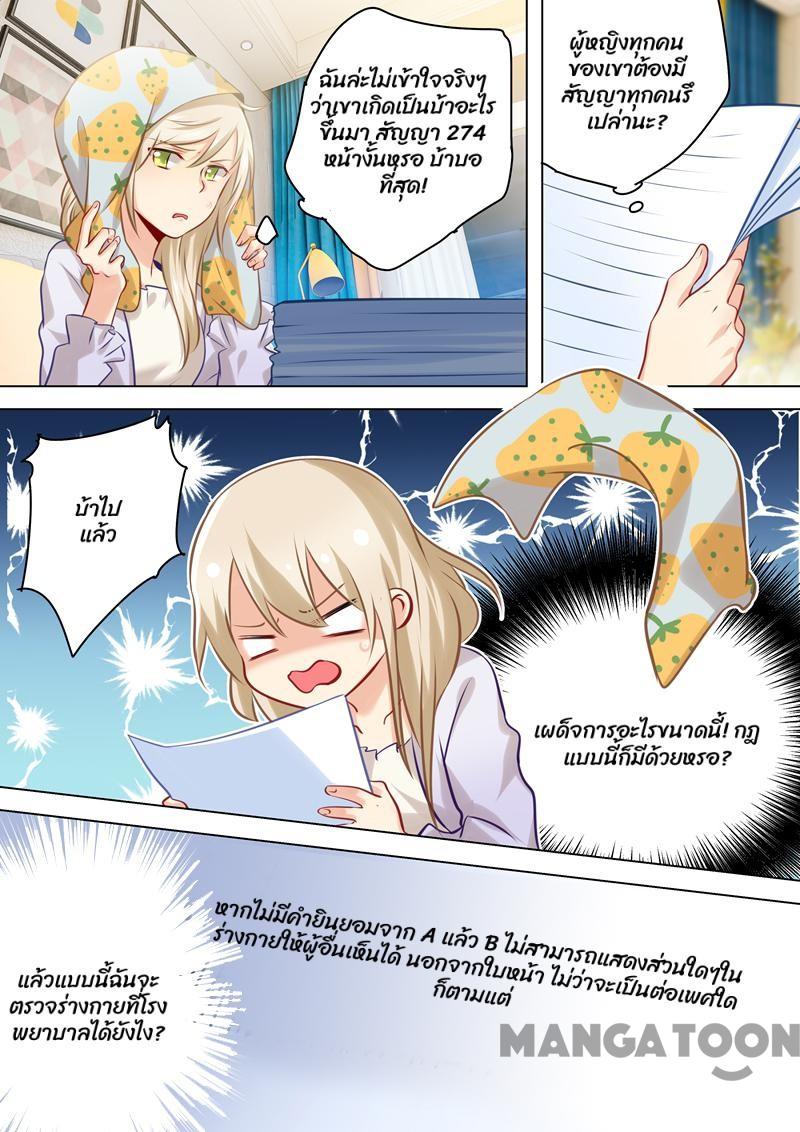 ฉันล่ะไม่เข้าใจจริงๆ
ว่าเขาเกิดเป็นบ้าอะไร
ขึ้นมา สัญญา 274
หน้างั้นหรอ บ้าบอ
ที่สุด!
ผู้หญิงทุกคน
ของเขาต้องมี
สัญญาทุกคนรึ
เปล่านะ?
บ้าไป
แล้ว
เผด็จการอะไรขนาดนี้! กฎ
แบบนี้ก็มีด้วยหรอ?
หากไม่มีคำยินยอมจาก A แล้ว B ไม่สามารถแสดงส่วนใดๆใน
ร่างกายให้ผู้อื่นเห็นได้ นอกจากใบหน้า ไม่ว่าจะเป็นต่อเพศใด
ก็ตามแต่
แล้วแบบนี้ฉันจะ
ตรวจร่างกายที่โรง
พยาบาลได้ยังไง?
MANGATOON